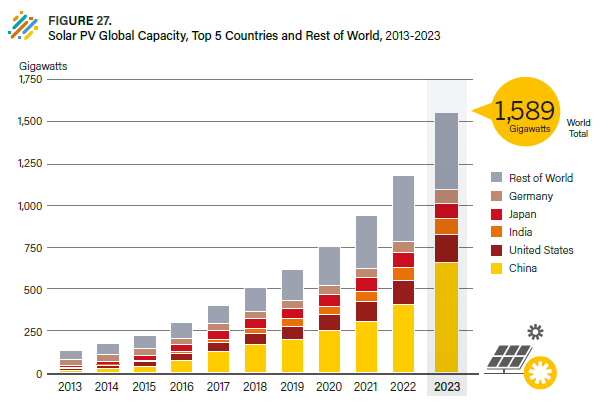 FIGURE 27.
Solar PV Global Capacity, Top 5 Countries and Rest of World, 2013-2023
Gigawatts
1,750
1,500
1,250
1,000
750
500
250
0
1,589
Gigawatts
World
Total
Rest of World
Germany
Japan
India
United States
China
2013 2014 2015 2016 2017 2018 2019 2020 2021 2022 2023